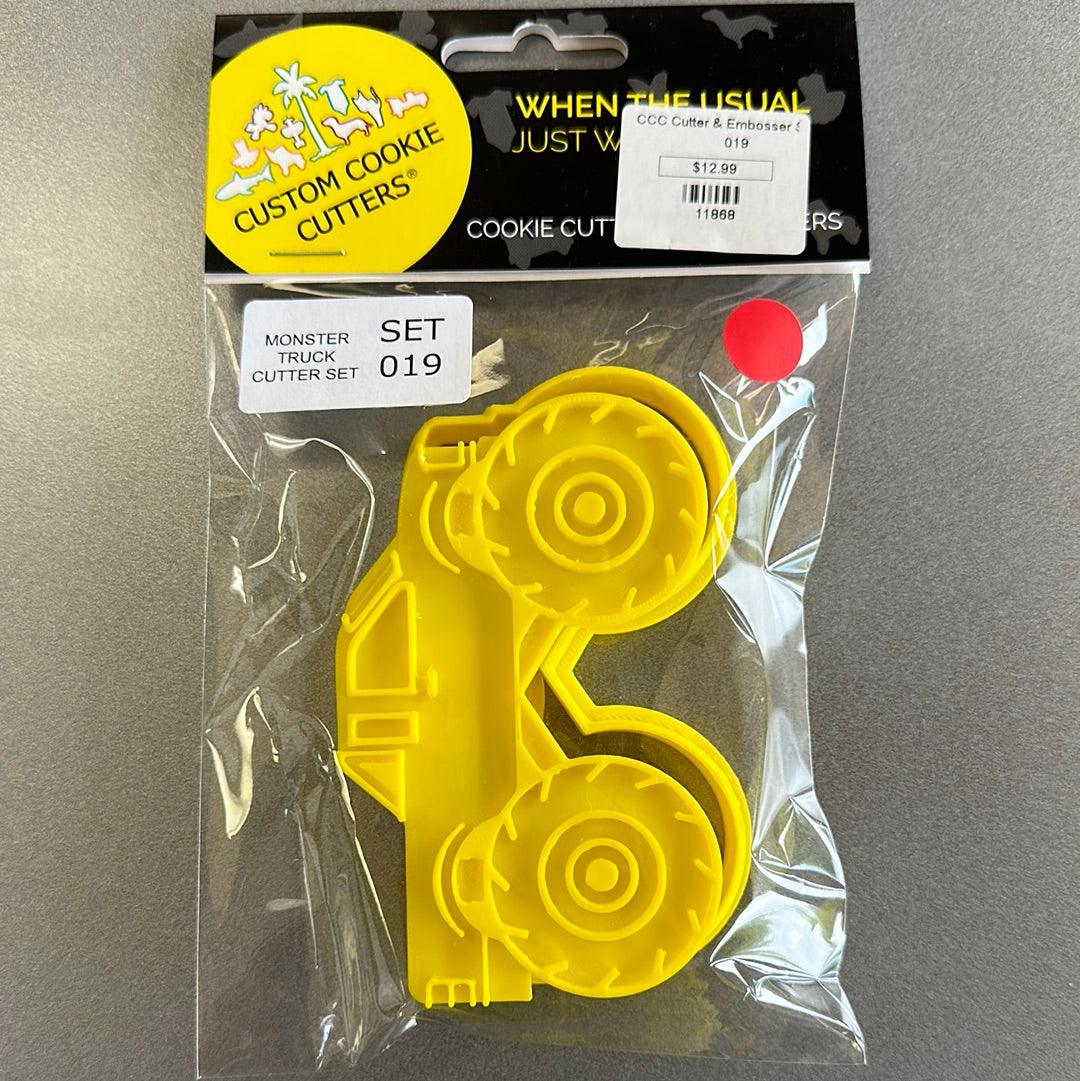 CUSTOM COOKIE
CUTTERS®
WHEN THE USUAL
JUST W
COOKIE CUTT ERS
CCC Cutter & Embosser S
019
$12.99
11868
MONSTER
TRUCK
CUTTER SET
SET
019